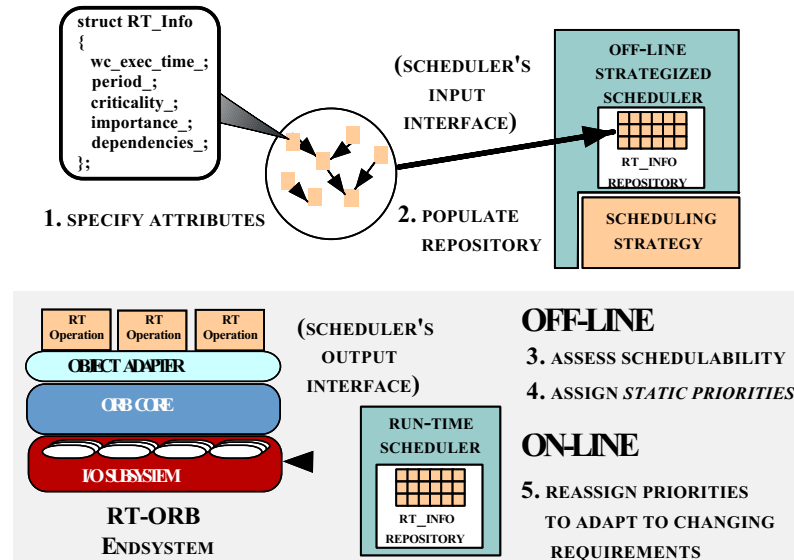 struct RT_Info
{
wc_exec_time_;
period_;
criticality_;
importance_;
dependencies_;
};
1. SPECIFY ATTRIBUTES
(SCHEDULER'S
INPUT
INTERFACE)
2. POPULATE
REPOSITORY
OFF-LINE
STRATEGIZED
SCHEDULER
RT_INFO
REPOSITORY
SCHEDULING
STRATEGY
RT
Operation
RT
Operation
RT
Operation
OBJECT ADAPTER
ORB CORE
I/O SUBSYSTEM
RT-ORB
ENDSYSTEM
(SCHEDULER'S
OUTPUT
INTERFACE)
RUN-TIME
SCHEDULER
RT_INFO
REPOSITORY
OFF-LINE
3. ASSESS SCHEDULABILITY
4. ASSIGN STATIC PRIORITIES
ON-LINE
5. REASSIGN PRIORITIES
TO ADAPT TO CHANGING
REQUIREMENTS